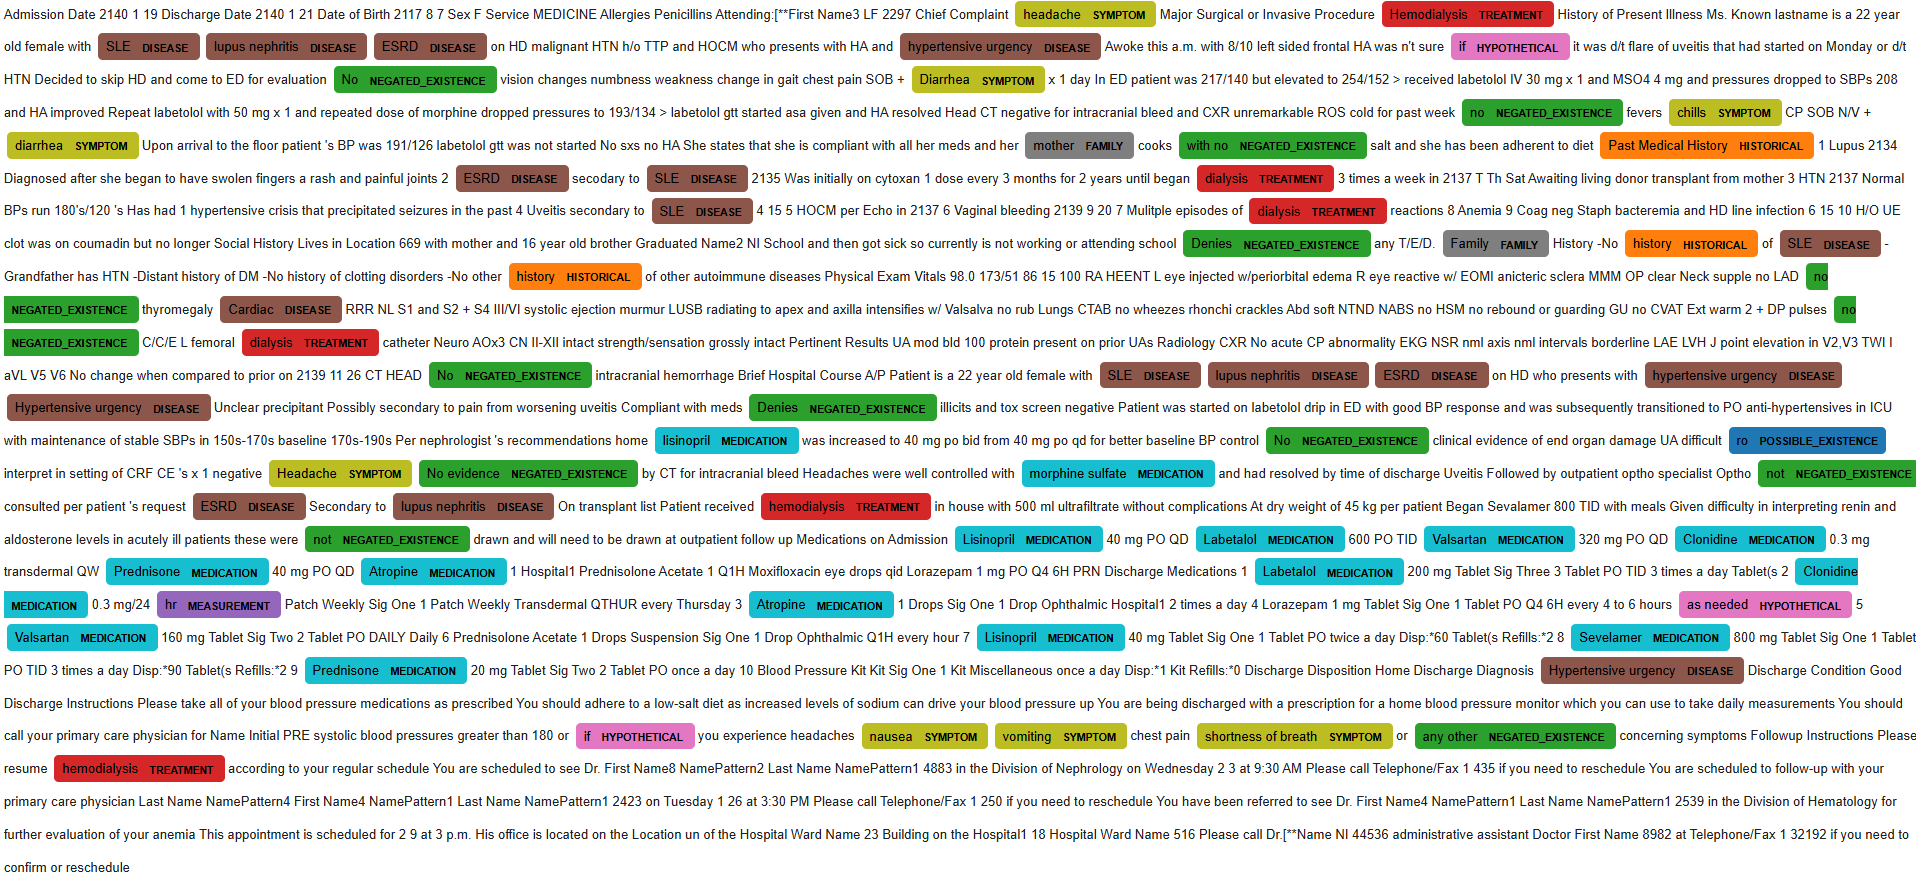 Admission Date 2140 1 19 Discharge Date 2140 1 21 Date of Birth 2117 8 7 Sex F Service MEDICINE Allergies Penicillins Attending:[**First Name3 LF 2297 Chief Complaint headache SYMPTOM Major Surgical or Invasive Procedure Hemodialysis TREATMENT History of Present Illness Ms. Known lastname is a 22 year
old female with SLE DISEASE lupus nephritis DISEASE ESRD DISEASE on HD malignant HTN h/o TTP and HOCM who presents with HA and hypertensive urgency DISEASE Awoke this a.m. with 8/10 left sided frontal HA was n't sure if HYPOTHETICAL it was d/t flare of uveitis that had started on Monday or d/t
HTN Decided to skip HD and come to ED for evaluation No NEGATED_EXISTENCE vision changes numbness weakness change in gait chest pain SOB + Diarrhea SYMPTOM x 1 day In ED patient was 217/140 but elevated to 254/152 > received labetolol IV 30 mg x 1 and MSO4 4 mg and pressures dropped to SBPs 208
and HA improved Repeat labetolol with 50 mg x 1 and repeated dose of morphine dropped pressures to 193/134 > labetolol gtt started asa given and HA resolved Head CT negative for intracranial bleed and CXR unremarkable ROS cold for past week no NEGATED_EXISTENCE fevers chills SYMPTOM CP SOB N/V +
diarrhea SYMPTOM Upon arrival to the floor patient 's BP was 191/126 labetolol gtt was not started No sxs no HA She states that she is compliant with all her meds and her mother FAMILY cooks with no NEGATED_EXISTENCE salt and she has been adherent to diet Past Medical History HISTORICAL 1 Lupus 2134
Diagnosed after she began to have swolen fingers a rash and painful joints 2 ESRD DISEASE secodary to SLE DISEASE 2135 Was initially on cytoxan 1 dose every 3 months for 2 years until began dialysis TREATMENT 3 times a week in 2137 T Th Sat Awaiting living donor transplant from mother 3 HTN 2137 Normal
BPs run 180's/120 's Has had 1 hypertensive crisis that precipitated seizures in the past 4 Uveitis secondary to SLE DISEASE 4 15 5 HOCM per Echo in 2137 6 Vaginal bleeding 2139 9 20 7 Mulitple episodes of dialysis TREATMENT reactions 8 Anemia 9 Coag neg Staph bacteremia and HD line infection 6 15 10 H/O UE
clot was on coumadin but no longer Social History Lives in Location 669 with mother and 16 year old brother Graduated Name2 NI School and then got sick so currently is not working or attending school Denies NEGATED_EXISTENCE any T/E/D. Family FAMILY History -No history HISTORICAL of SLE DISEASE -
Grandfather has HTN -Distant history of DM -No history of clotting disorders -No other history HISTORICAL of other autoimmune diseases Physical Exam Vitals 98.0 173/51 86 15 100 RA HEENT L eye injected w/periorbital edema R eye reactive w/ EOMI anicteric sclera MMM OP clear Neck supple no LAD no
NEGATED_EXISTENCE thyromegaly Cardiac DISEASE RRR NL S1 and S2 + S4 III/VI systolic ejection murmur LUSB radiating to apex and axilla intensifies w/ Valsalva no rub Lungs CTAB no wheezes rhonchi crackles Abd soft NTND NABS no HSM no rebound or guarding GU no CVAT Ext warm 2 + DP pulses no
NEGATED_EXISTENCE C/C/E L femoral dialysis TREATMENT catheter Neuro AOx3 CN II-XII intact strength/sensation grossly intact Pertinent Results UA mod bld 100 protein present on prior UAs Radiology CXR No acute CP abnormality EKG NSR nml axis nml intervals borderline LAE LVH J point elevation in V2,V3 TWI I
aVL V5 V6 No change when compared to prior on 2139 11 26 CT HEAD No NEGATED_EXISTENCE intracranial hemorrhage Brief Hospital Course A/P Patient is a 22 year old female with SLE DISEASE lupus nephritis DISEASE ESRD DISEASE on HD who presents with hypertensive urgency DISEASE
Hypertensive urgency DISEASE Unclear precipitant Possibly secondary to pain from worsening uveitis Compliant with meds Denies NEGATED_EXISTENCE illicits and tox screen negative Patient was started on labetolol drip in ED with good BP response and was subsequently transitioned to PO anti-hypertensives in ICU
with maintenance of stable SBPs in 150s-170s baseline 170s-190s Per nephrologist 's recommendations home lisinopril MEDICATION was increased to 40 mg po bid from 40 mg po qd for better baseline BP control No NEGATED_EXISTENCE clinical evidence of end organ damage UA difficult ro POSSIBLE_EXISTENCE
interpret in setting of CRF CE 's x 1 negative Headache SYMPTOM No evidence NEGATED_EXISTENCE by CT for intracranial bleed Headaches were well controlled with morphine sulfate MEDICATION and had resolved by time of discharge Uveitis Followed by outpatient optho specialist Optho not NEGATED_EXISTENCE
consulted per patient 's request ESRD DISEASE Secondary to lupus nephritis DISEASE On transplant list Patient received hemodialysis TREATMENT in house with 500 ml ultrafiltrate without complications At dry weight of 45 kg per patient Began Sevalamer 800 TID with meals Given difficulty in interpreting renin and
aldosterone levels in acutely ill patients these were not NEGATED_EXISTENCE drawn and will need to be drawn at outpatient follow up Medications on Admission Lisinopril MEDICATION 40 mg PO QD Labetalol MEDICATION 600 PO TID Valsartan MEDICATION 320 mg PO QD Clonidine MEDICATION 0.3 mg
transdermal QW Prednisone MEDICATION 40 mg PO QD Atropine MEDICATION 1 Hospital1 Prednisolone Acetate 1 Q1H Moxifloxacin eye drops qid Lorazepam 1 mg PO Q4 6H PRN Discharge Medications 1 Labetalol MEDICATION 200 mg Tablet Sig Three 3 Tablet PO TID 3 times a day Tablet(s 2 Clonidine
MEDICATION 0.3 mg/24 hr MEASUREMENT Patch Weekly Sig One 1 Patch Weekly Transdermal QTHUR every Thursday 3 Atropine MEDICATION 1 Drops Sig One 1 Drop Ophthalmic Hospital1 2 times a day 4 Lorazepam 1 mg Tablet Sig One 1 Tablet PO Q4 6H every 4 to 6 hours as needed HYPOTHETICAL 5
Valsartan MEDICATION 160 mg Tablet Sig Two 2 Tablet PO DAILY Daily 6 Prednisolone Acetate 1 Drops Suspension Sig One 1 Drop Ophthalmic Q1H every hour 7 Lisinopril MEDICATION 40 mg Tablet Sig One 1 Tablet PO twice a day Disp:*60 Tablet(s Refills:*2 8 Sevelamer MEDICATION 800 mg Tablet Sig One 1 Tablet
PO TID 3 times a day Disp:*90 Tablet(s Refills:*2 9 Prednisone MEDICATION 20 mg Tablet Sig Two 2 Tablet PO once a day 10 Blood Pressure Kit Kit Sig One 1 Kit Miscellaneous once a day Disp:*1 Kit Refills:*0 Discharge Disposition Home Discharge Diagnosis Hypertensive urgency DISEASE Discharge Condition Good
Discharge Instructions Please take all of your blood pressure medications as prescribed You should adhere to a low-salt diet as increased levels of sodium can drive your blood pressure up You are being discharged with a prescription for a home blood pressure monitor which you can use to take daily measurements You should
call your primary care physician for Name Initial PRE systolic blood pressures greater than 180 or if HYPOTHETICAL you experience headaches nausea SYMPTOM vomiting SYMPTOM chest pain shortness of breath SYMPTOM or any other NEGATED_EXISTENCE concerning symptoms Followup Instructions Please
resume hemodialysis TREATMENT according to your regular schedule You are scheduled to see Dr. First Name8 NamePattern2 Last Name NamePattern1 4883 in the Division of Nephrology on Wednesday 2 3 at 9:30 AM Please call Telephone/Fax 1 435 if you need to reschedule You are scheduled to follow-up with your
primary care physician Last Name NamePattern4 First Name4 NamePattern1 Last Name NamePattern1 2423 on Tuesday 1 26 at 3:30 PM Please call Telephone/Fax 1 250 if you need to reschedule You have been referred to see Dr. First Name4 NamePattern1 Last Name NamePattern1 2539 in the Division of Hematology for
further evaluation of your anemia This appointment is scheduled for 2 9 at 3 p.m. His office is located on the Location un of the Hospital Ward Name 23 Building on the Hospital1 18 Hospital Ward Name 516 Please call Dr.[**Name NI 44536 administrative assistant Doctor First Name 8982 at Telephone/Fax 1 32192 if you need to
confirm or reschedule